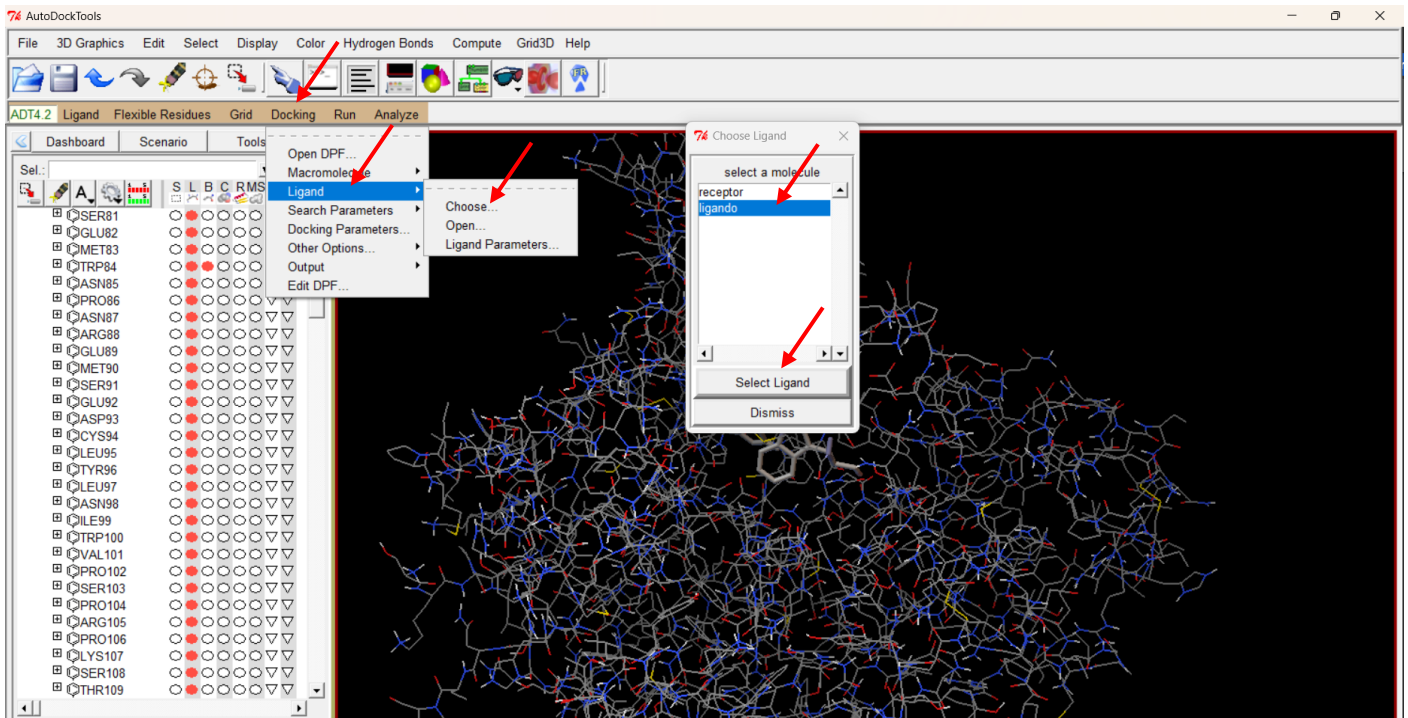 AutoDockTools
File 3D Graphics Edit Select Display Color Hydrogen Bonds Compute Grid3D Help
ADT4.2 Ligand Flexible Residues Grid Docking Run Analyze
Dashboard Scenario Tools
Sel.:
S L B C R MS
SER81
GLU82
MET83
TRP84
ASN85
PRO86
ASN87
ARG88
GLU89
MET90
SER91
GLU92
ASP93
CYS94
LEU95
TYR96
LEU97
ASN98
ILE99
TRP100
VAL101
PRO102
SER103
PRO104
ARG105
PRO106
LYS107
SER108
THR109
Open DPF...
Macromolecule
Ligand
Search Parameters
Docking Parameters...
Other Options...
Output
Edit DPF...
Choose...
Open...
Ligand Parameters...
Choose Ligand
select a molecule
receptor
ligando
Select Ligand
Dismiss